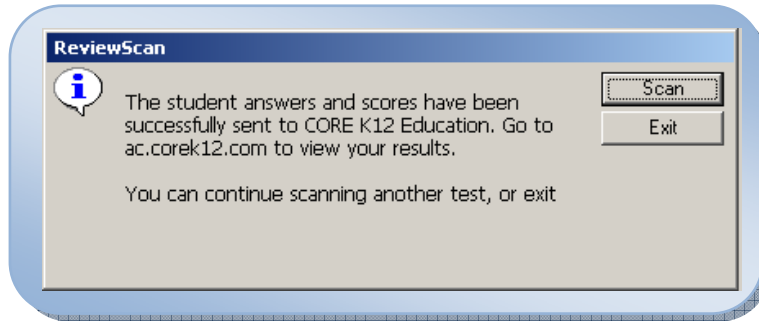 ReviewScan
The student answers and scores have been
successfully sent to CORE K12 Education. Go to
ac.corek12.com to view your results.
You can continue scanning another test, or exit
Scan
Exit